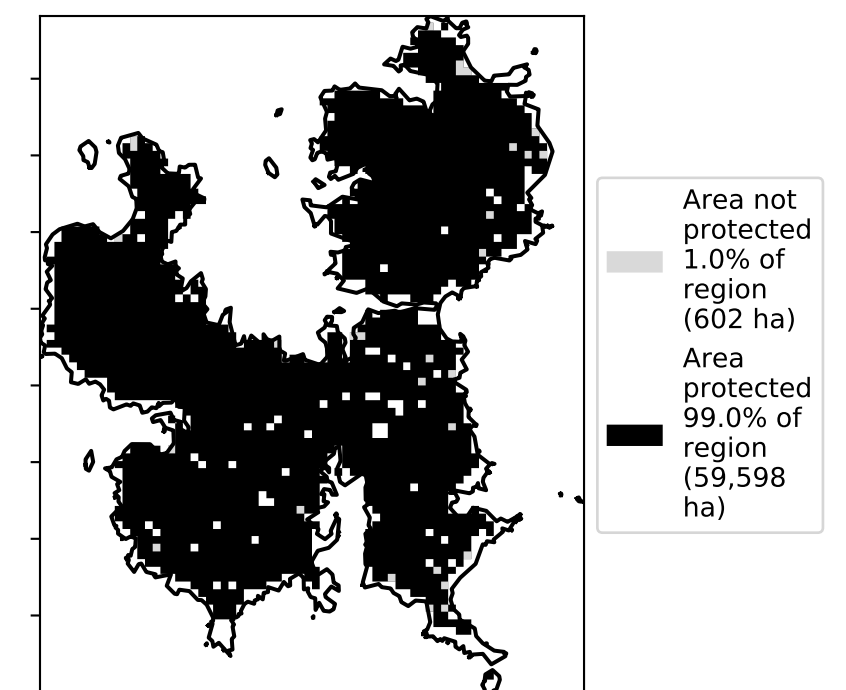 Area not
protected
1.0% of
region
(602 ha)
Area
protected
99.0% of
region
(59,598
ha)